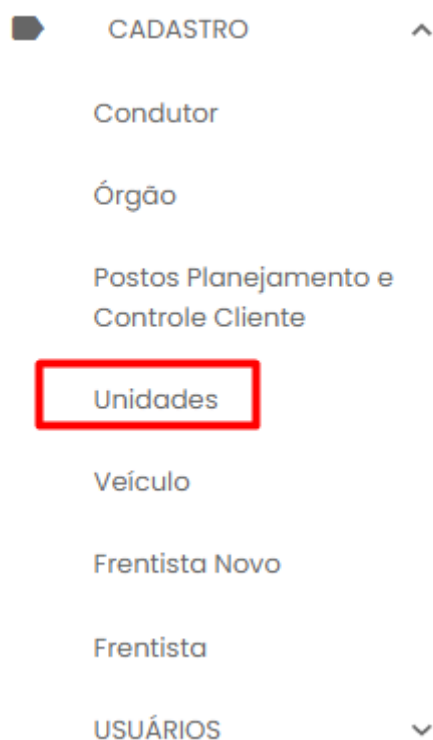 CADASTRO
Condutor
Órgão
Postos Planejamento e
Controle Cliente
Unidades
Veículo
Frentista Novo
Frentista
USUÁRIOS